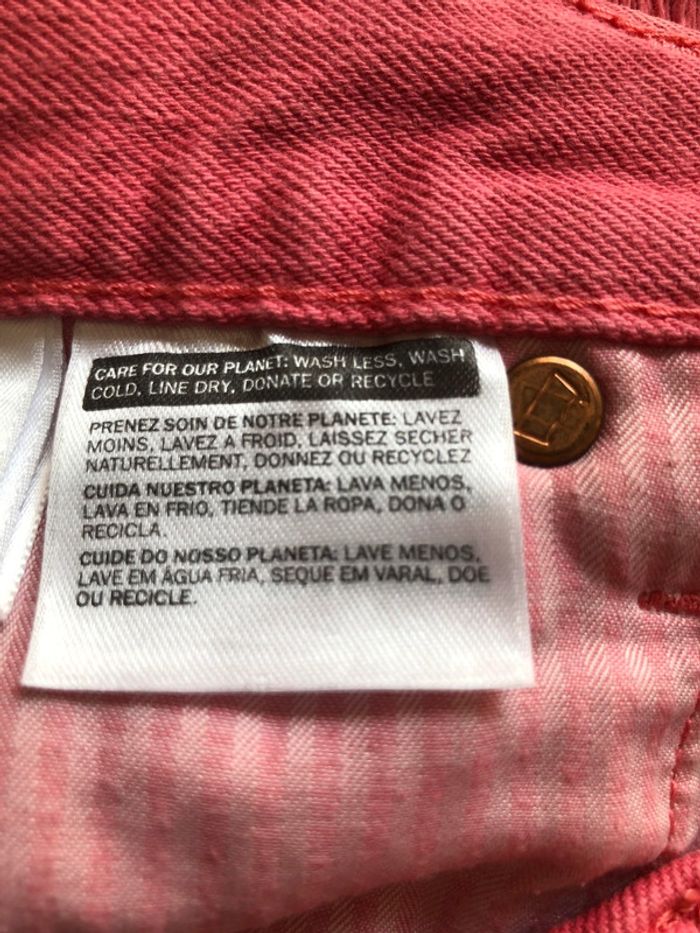 CARE FOR OUR PLANET: WASH LESS, WASH
COLD, LINE DRY, DONATE OR RECYCLE
PRENEZ SOIN DE NOTRE PLANETE: LAVEZ
MOINS, LAVEZ A FROID, LAISSEZ SECHER
NATURELLEMENT, DONNEZ OU RECYCLEZ
CUIDA NUESTRO PLANETA: LAVA MENOS,
LAVA EN FRIO, TIENDE LA ROPA, DONA O
RECICLA.
CUIDE DO NOSSO PLANETA: LAVE MENOS,
LAVE EM ÁGUA FRIA, SEQUE EM VARAL, DOE
OU RECICLE.